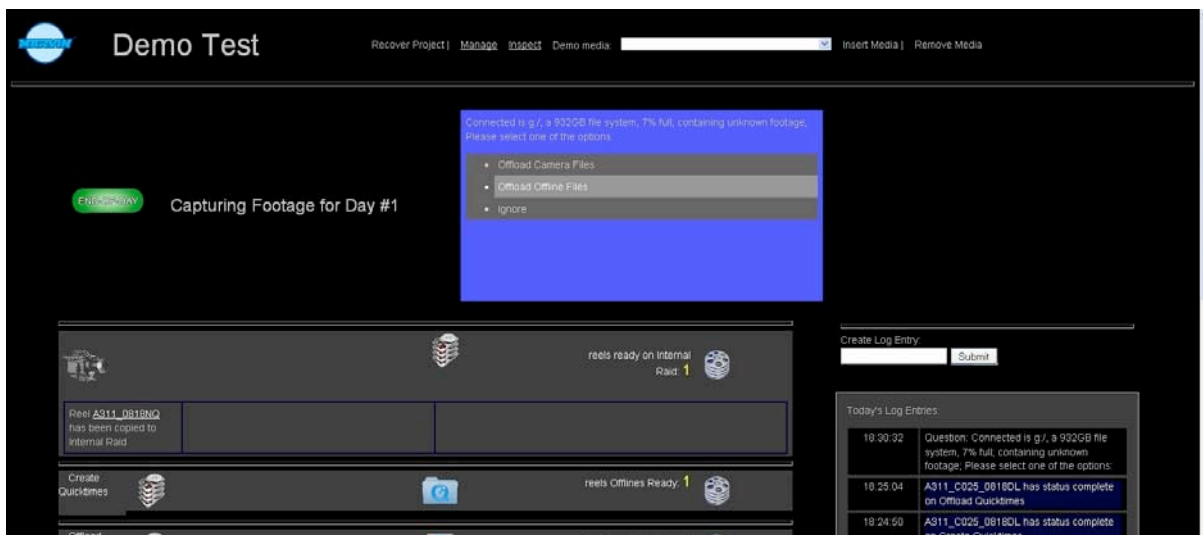 Demo Test
Recover Project | Manage Inspect Demo media: Insert Media | Remove Media
Connected is g:/, a 932GB file system, 7% full, containing unknown footage;
Please select one of the options:
Offload Camera Files
Offload Offline Files
Ignore
Capturing Footage for Day #1
reels ready on Internal
Raid: 1
Reel A311_0818NQ
has been copied to
Internal Raid
Create
Quicktimes
reels Offlines Ready: 1
Offload
Create Log Entry:
Submit
Today's Log Entries:
18:30:32 Question: Connected is g:/, a 932GB file
system, 7% full, containing unknown
footage; Please select one of the options:
18:25:04 A311_C025_0818DL has status complete
on Offload Quicktimes
18:24:50 A311_C025_0818DL has status complete
on Create Quicktimes